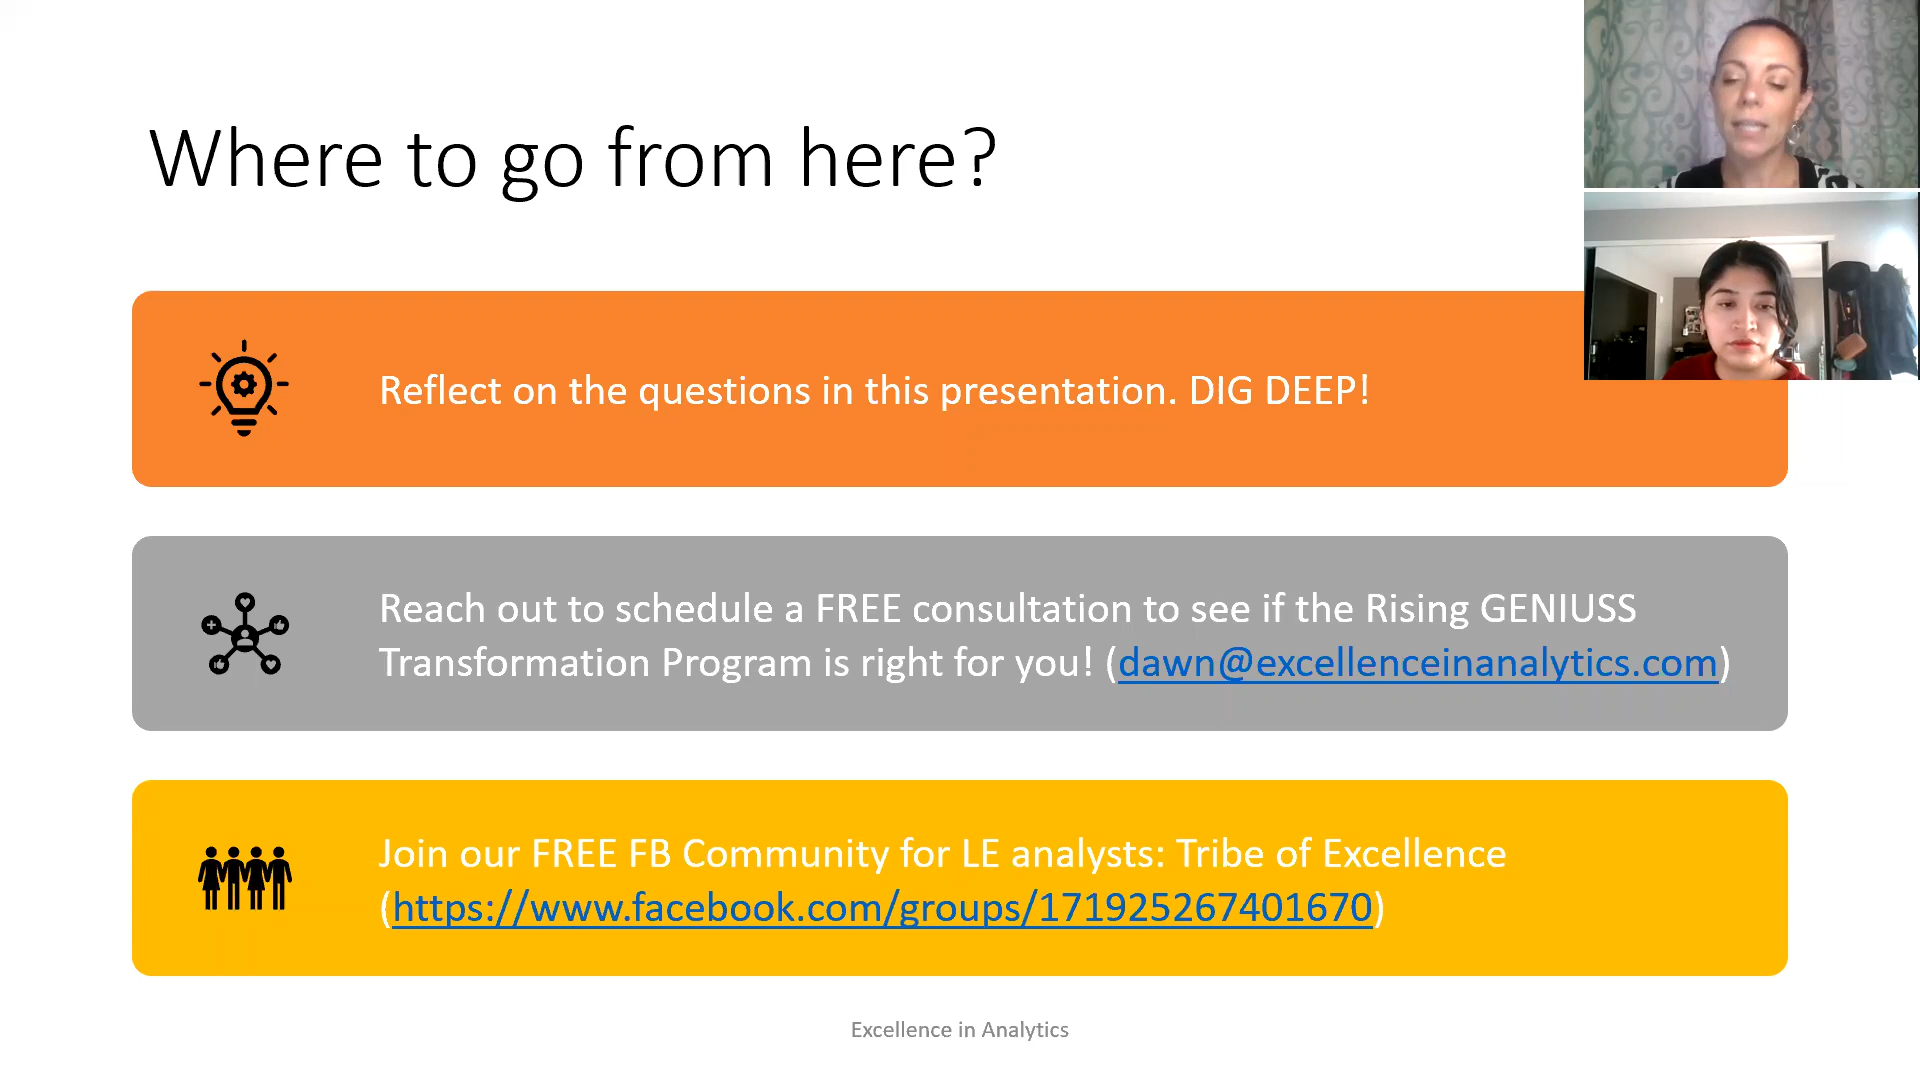 Where to go from here?
Reflect on the questions in this presentation. DIG DEEP!
Reach out to schedule a FREE consultation to see if the Rising GENIUSS
Transformation Program is right for you! (dawn@excellenceinanalytics.com)
Join our FREE FB Community for LE analysts: Tribe of Excellence
(https://www.facebook.com/groups/171925267401670)
Excellence in Analytics